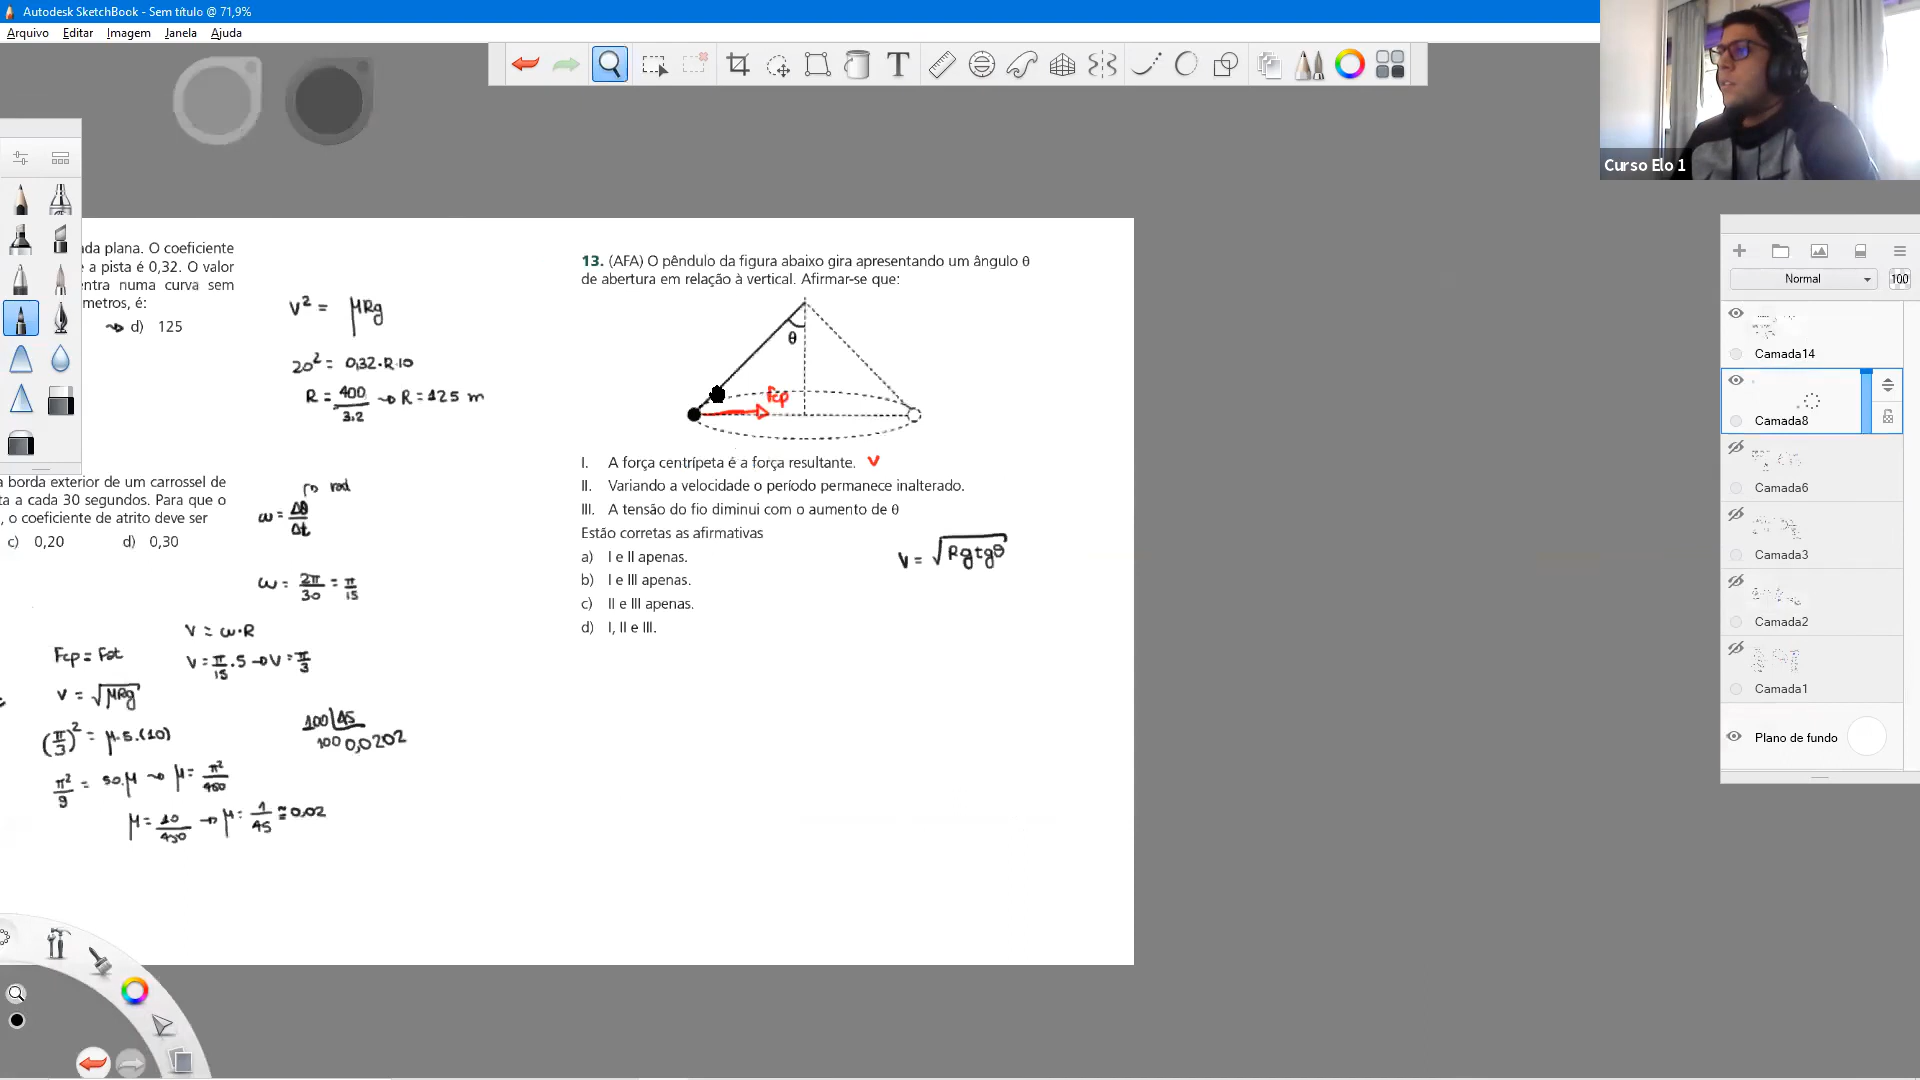 Autodesk SketchBook - Sem título @ 71,9%
Arquivo Editar Imagem Janela Ajuda
Curso Elo 1
ada plana. O coeficiente
e a pista é 0,32. O valor
entra numa curva sem
metros, é:
d) 125
V² = μRg
20² = 0,32·R·10
R = 400/3,2 → R = 125 m
a borda exterior de um carrossel de
ta a cada 30 segundos. Para que o
, o coeficiente de atrito deve ser
c) 0,20 d) 0,30
rad
ω = Δθ/Δt
ω = 2π/30 = π/15
V = ω·R
V = π/15 . 5 → V = π/3
Fcp = Fat
V = √μRg
(π/3)² = μ.5.(10)
π²/9 = 50.μ → μ = π²/450
μ = 10/450 → μ = 1/45 ≅ 0,02
100 45
100 0,0202
13. (AFA) O pêndulo da figura abaixo gira apresentando um ângulo θ
de abertura em relação à vertical. Afirmar-se que:
θ
Fcp
I. A força centrípeta é a força resultante. V
II. Variando a velocidade o período permanece inalterado.
III. A tensão do fio diminui com o aumento de θ
Estão corretas as afirmativas
a) I e II apenas.
b) I e III apenas.
c) II e III apenas.
d) I, II e III.
V = √Rgtgθ
Normal 100
Camada14
Camada8
Camada6
Camada3
Camada2
Camada1
Plano de fundo